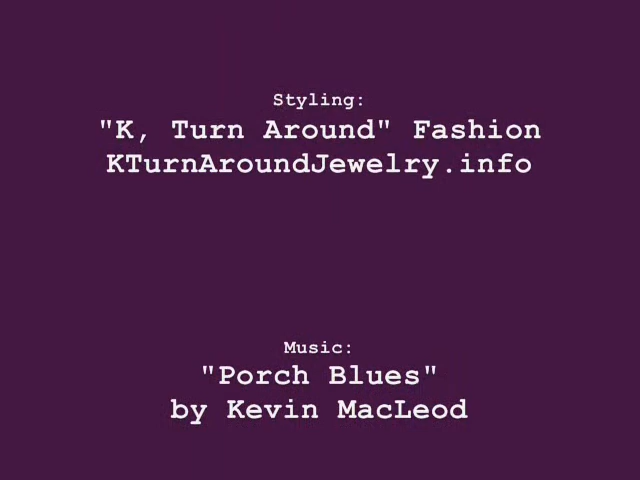 Styling:
"K, Turn Around" Fashion
KTurnAroundJewelry.info
Music:
"Porch Blues"
by Kevin MacLeod